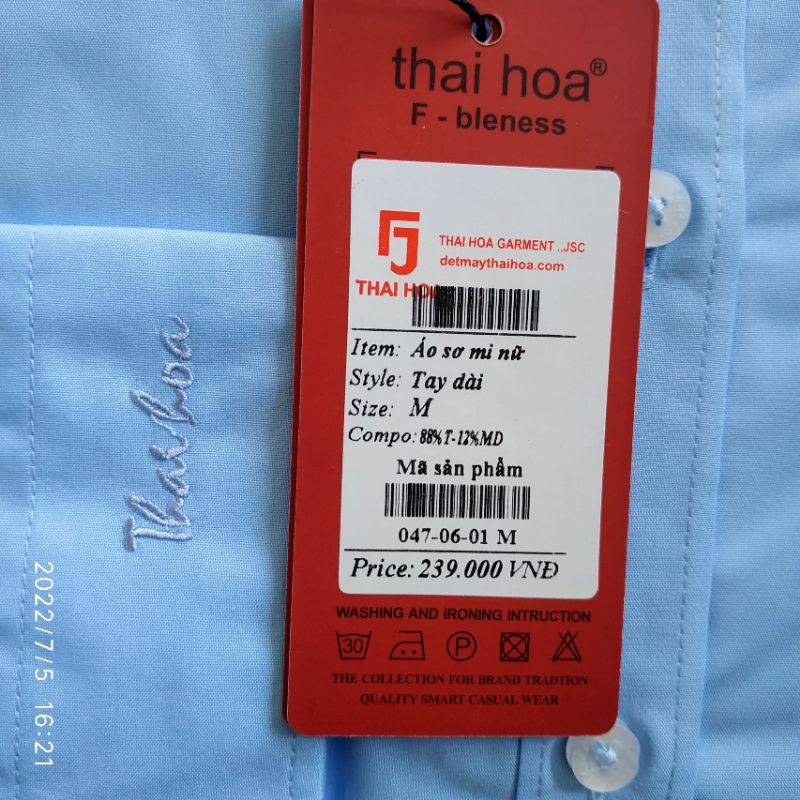 thai hoa®
F - bleness
FJ
THAI HOA GARMENT .,JSC
detmaythaihoa.com
THAI HOA
Item: Áo sơ mi nữ
Style: Tay dài
Size: M
Compo: 88%T-12%MD
Mã sản phẩm
047-06-01 M
Price: 239.000 VNĐ
WASHING AND IRONING INTRUCTION
30
P
THE COLLECTION FOR BRAND TRADTION
QUALITY SMART CASUAL WEAR
Thaihoa
2022/7/5 16:21